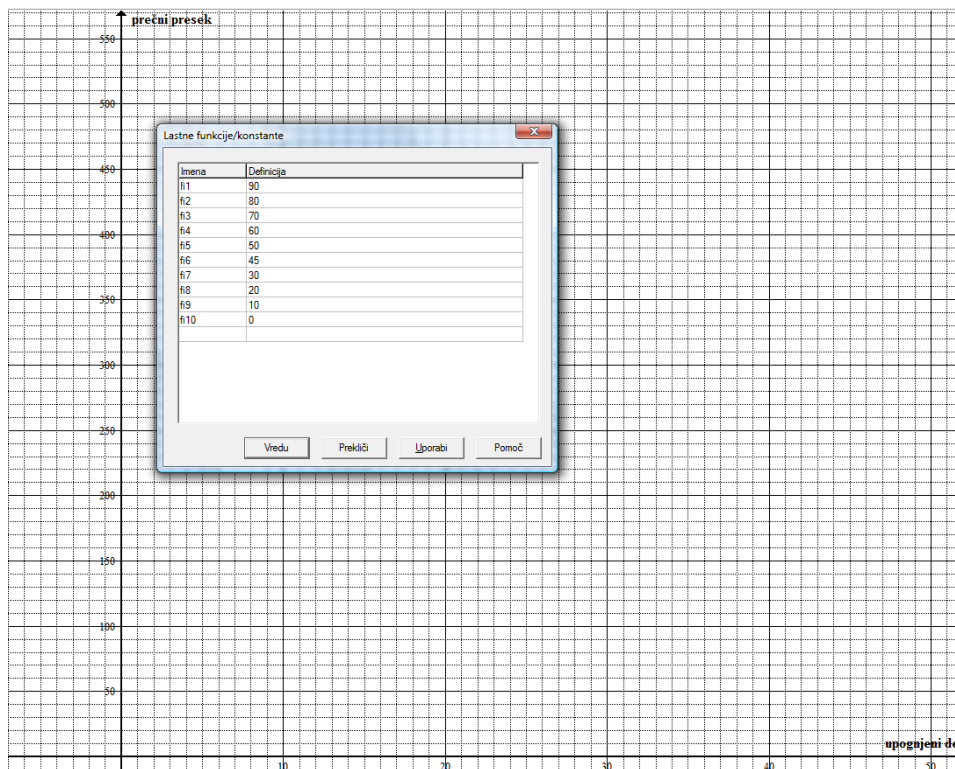 prečni presek
550
500
Lastne funkcije/konstante
450
Imena Definicija
fi1 90
fi2 80
fi3 70
fi4 60
400
fi5 50
fi6 45
fi7 30
fi8 20
350
fi9 10
fi10 0
300
250
Vredu Prekliči Uporabi Pomoč
200
150
100
50
upognjeni de
10 20 30 40 50